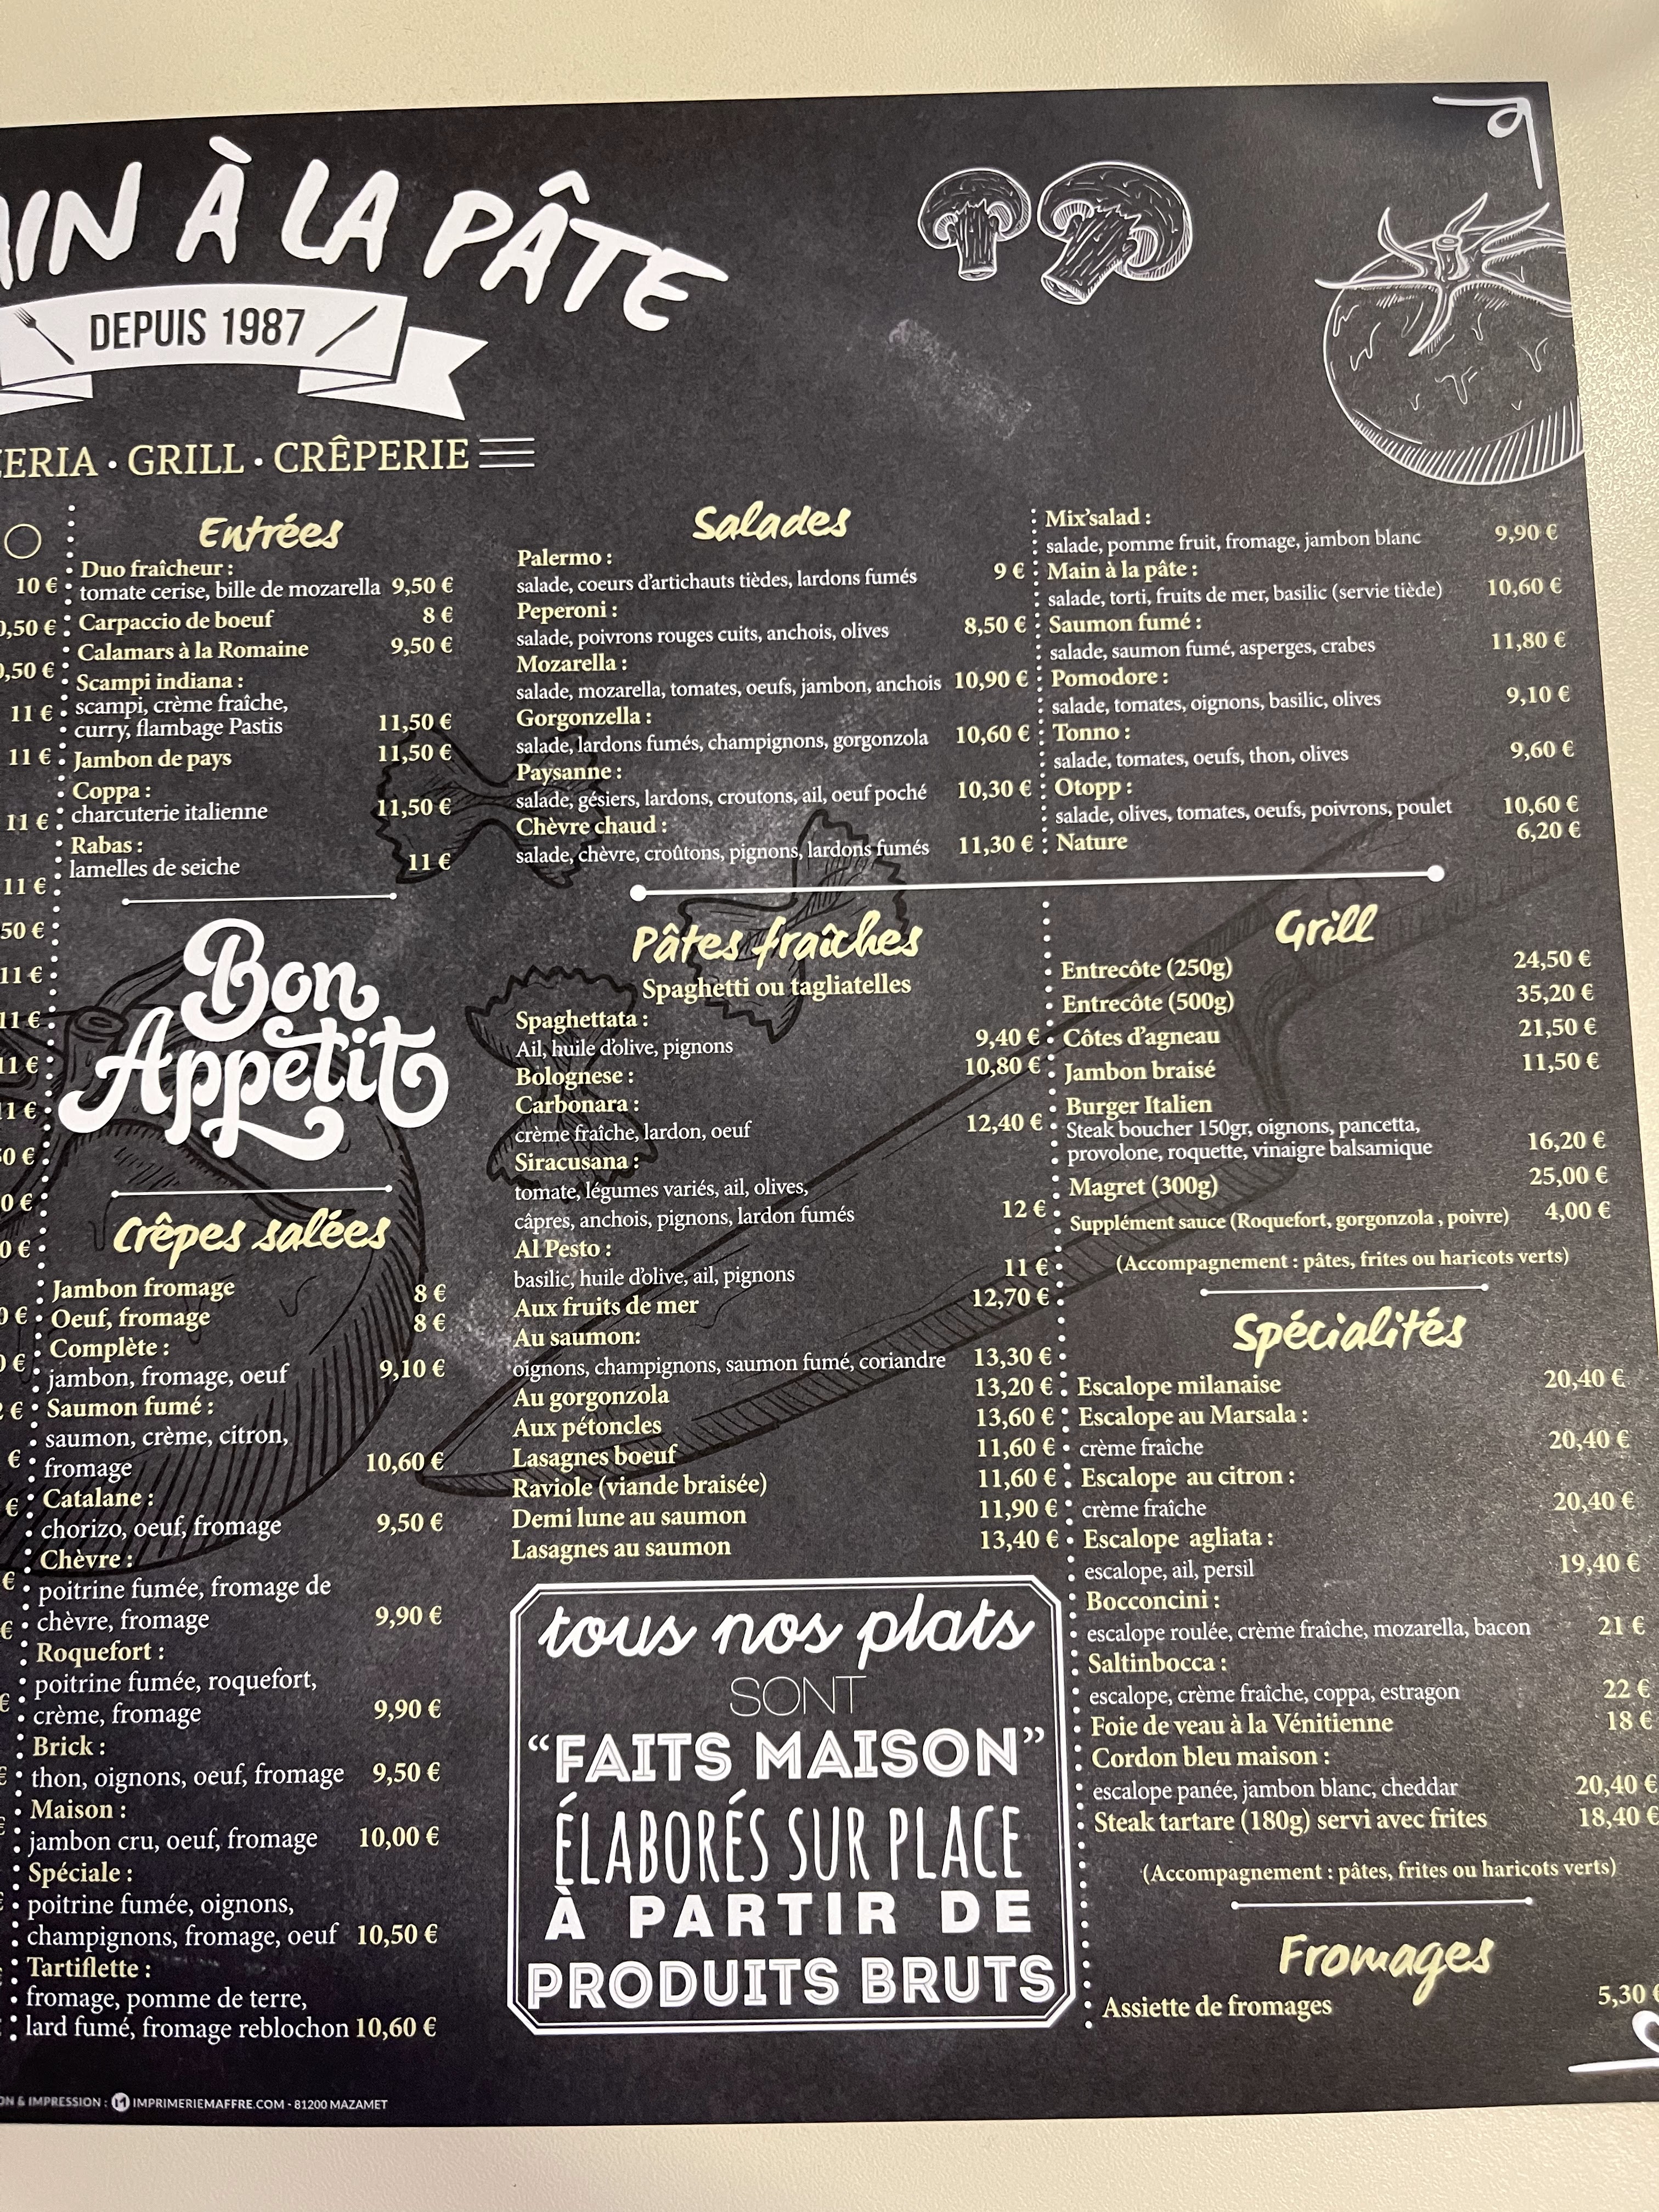 À LA PÂTE
DEPUIS 1987
GRILL · CRÊPERIE
10 €
11 €
11 €
11 €
11 €
11 €
11 €
Entrées
Duo fraîcheur :
tomate cerise, bille de mozarella 9,50 €
Carpaccio de boeuf 8 €
Calamars à la Romaine 9,50 €
Scampi indiana :
scampi, crème fraîche,
curry, flambage Pastis 11,50 €
Jambon de pays 11,50 €
Coppa :
charcuterie italienne 11,50 €
Rabas :
lamelles de seiche 11 €
Bon
Appétit
Crêpes salées
Jambon fromage 8 €
Oeuf, fromage 8 €
Complète :
jambon, fromage, oeuf 9,10 €
Saumon fumé :
saumon, crème, citron,
fromage 10,60 €
Catalane :
chorizo, oeuf, fromage 9,50 €
Chèvre :
poitrine fumée, fromage de
chèvre, fromage 9,90 €
Roquefort :
poitrine fumée, roquefort,
crème, fromage 9,90 €
Brick :
thon, oignons, oeuf, fromage 9,50 €
Maison :
jambon cru, oeuf, fromage 10,00 €
Spéciale :
poitrine fumée, oignons,
champignons, fromage, oeuf 10,50 €
Tartiflette :
fromage, pomme de terre,
lard fumé, fromage reblochon 10,60 €
Salades
Palermo :
salade, coeurs d'artichauts tièdes, lardons fumés 9 €
Peperoni :
salade, poivrons rouges cuits, anchois, olives 8,50 €
Mozarella :
salade, mozarella, tomates, oeufs, jambon, anchois 10,90 €
Gorgonzella :
salade, lardons fumés, champignons, gorgonzola 10,60 €
Paysanne :
salade, gésiers, lardons, croutons, ail, oeuf poché 10,30 €
Chèvre chaud :
salade, chèvre, croûtons, pignons, lardons fumés 11,30 €
Mix'salad :
salade, pomme fruit, fromage, jambon blanc 9,90 €
Main à la pâte :
salade, torti, fruits de mer, basilic (servie tiède) 10,60 €
Saumon fumé :
salade, saumon fumé, asperges, crabes 11,80 €
Pomodore :
salade, tomates, oignons, basilic, olives 9,10 €
Tonno :
salade, tomates, oeufs, thon, olives 9,60 €
Otopp :
salade, olives, tomates, oeufs, poivrons, poulet 10,60 €
Nature 6,20 €
Pâtes fraîches
Spaghetti ou tagliatelles
Spaghettata :
Ail, huile d'olive, pignons 9,40 €
Bolognese : 10,80 €
Carbonara :
crème fraîche, lardon, oeuf 12,40 €
Siracusana :
tomate, légumes variés, ail, olives,
câpres, anchois, pignons, lardon fumés 12 €
Al Pesto :
basilic, huile d'olive, ail, pignons 11 €
Aux fruits de mer 12,70 €
Au saumon:
oignons, champignons, saumon fumé, coriandre 13,30 €
Au gorgonzola 13,20 €
Aux pétoncles 13,60 €
Lasagnes boeuf 11,60 €
Raviole (viande braisée) 11,60 €
Demi lune au saumon 11,90 €
Lasagnes au saumon 13,40 €
tous nos plats
SONT
"FAITS MAISON"
ÉLABORÉS SUR PLACE
À PARTIR DE
PRODUITS BRUTS
Grill
Entrecôte (250g) 24,50 €
Entrecôte (500g) 35,20 €
Côtes d'agneau 21,50 €
Jambon braisé 11,50 €
Burger Italien
Steak boucher 150gr, oignons, pancetta,
provolone, roquette, vinaigre balsamique 16,20 €
Magret (300g) 25,00 €
Supplément sauce (Roquefort, gorgonzola , poivre) 4,00 €
(Accompagnement : pâtes, frites ou haricots verts)
Spécialités
Escalope milanaise 20,40 €
Escalope au Marsala :
crème fraîche 20,40 €
Escalope au citron :
crème fraîche 20,40 €
Escalope agliata :
escalope, ail, persil 19,40 €
Bocconcini :
escalope roulée, crème fraîche, mozarella, bacon 21 €
Saltinbocca :
escalope, crème fraîche, coppa, estragon 22 €
Foie de veau à la Vénitienne 18 €
Cordon bleu maison :
escalope panée, jambon blanc, cheddar 20,40 €
Steak tartare (180g) servi avec frites 18,40 €
(Accompagnement : pâtes, frites ou haricots verts)
Fromages
Assiette de fromages 5,30 €
& IMPRESSION : IMPRIMERIEMAFFRE.COM - 81200 MAZAMET